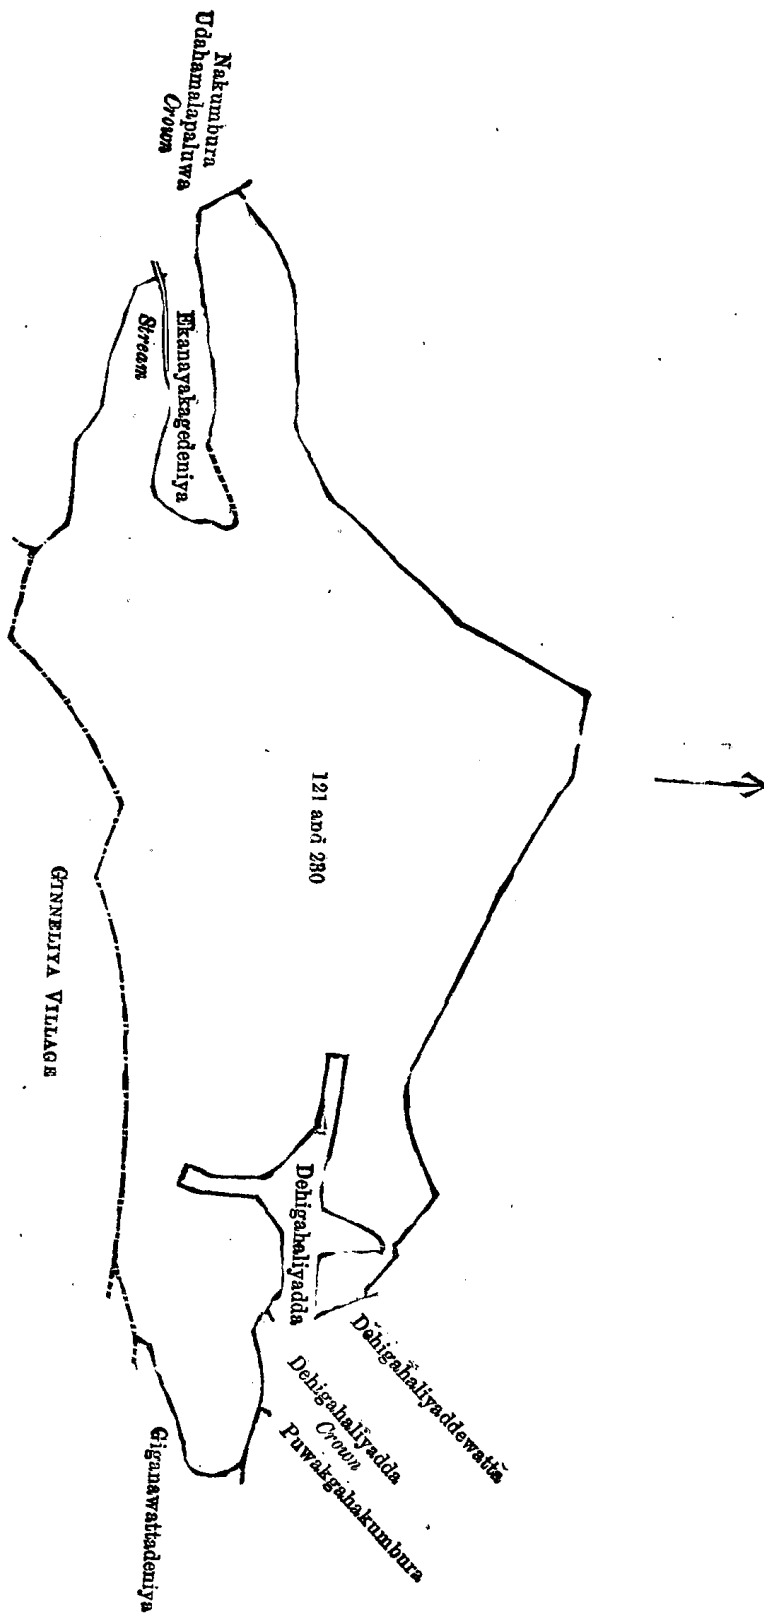 Nakumbura
Udahamalapaluwa
Crown
Ekanayakagedeniya
Stream
121 and 230
GINNELIYA VILLAGE
Dehigahaliyadda
Dehigahaliyaddewatta
Dehigahaliyadda
Crown
Puwakgahakumbura
Giganawattadeniya